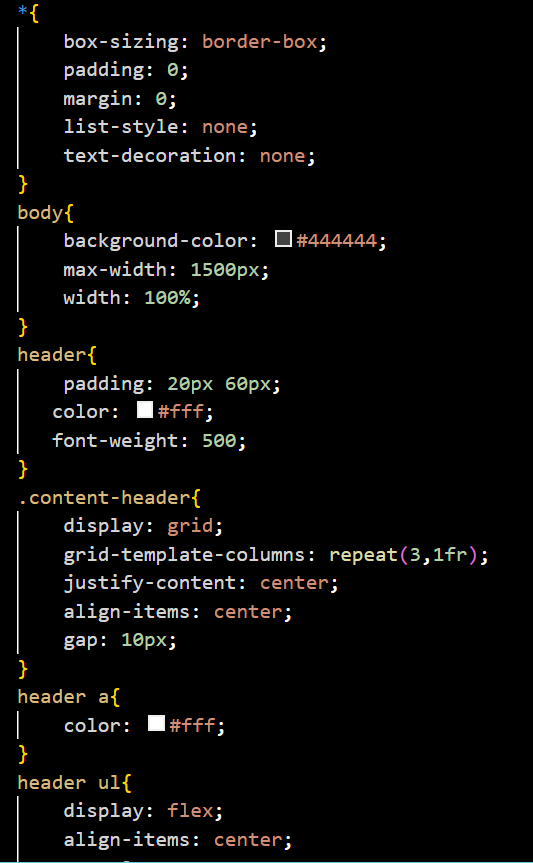 *{
box-sizing: border-box;
padding: 0;
margin: 0;
list-style: none;
text-decoration: none;
}
body{
background-color: #444444;
max-width: 1500px;
width: 100%;
}
header{
padding: 20px 60px;
color: #fff;
font-weight: 500;
}
.content-header{
display: grid;
grid-template-columns: repeat(3,1fr);
justify-content: center;
align-items: center;
gap: 10px;
}
header a{
color: #fff;
}
header ul{
display: flex;
align-items: center;